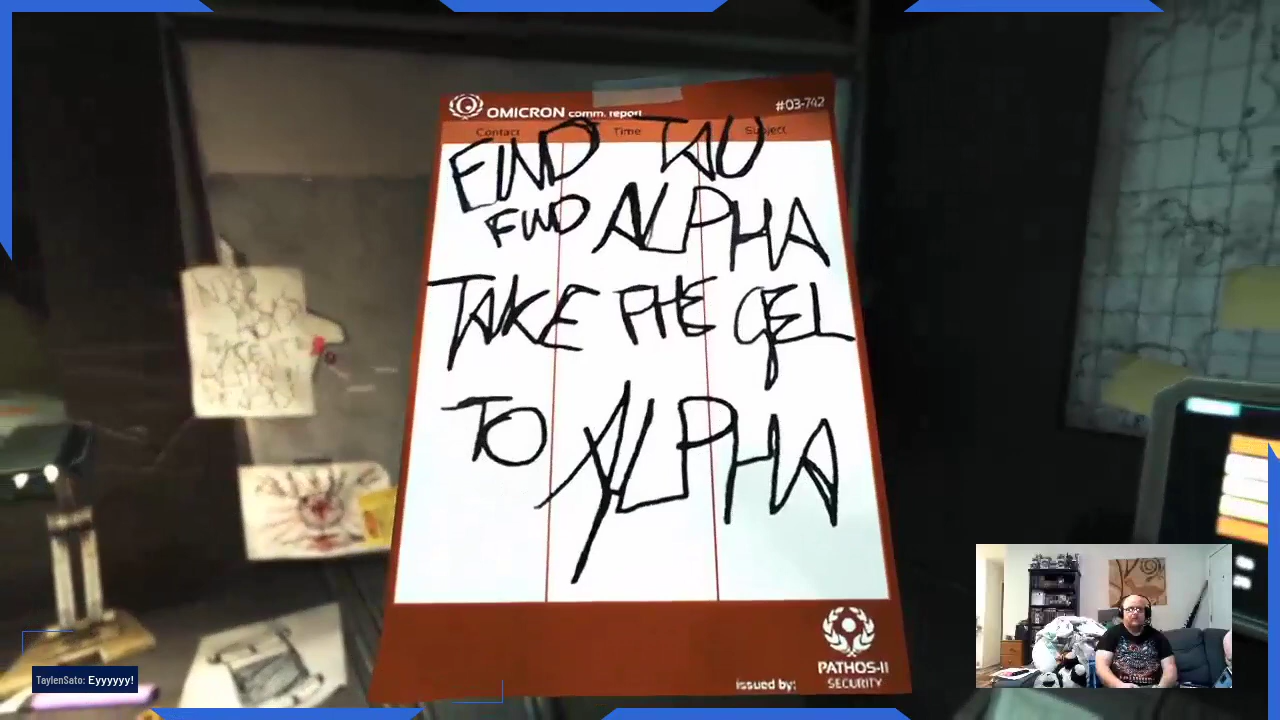 OMICRON comm. report #03-742
Contact Time Subject
FIND TAU
FIND ALPHA
TAKE THE GEL
TO ALPHA
issued by:
PATHOS-II
SECURITY
TaylenSato: Eyyyyyy!